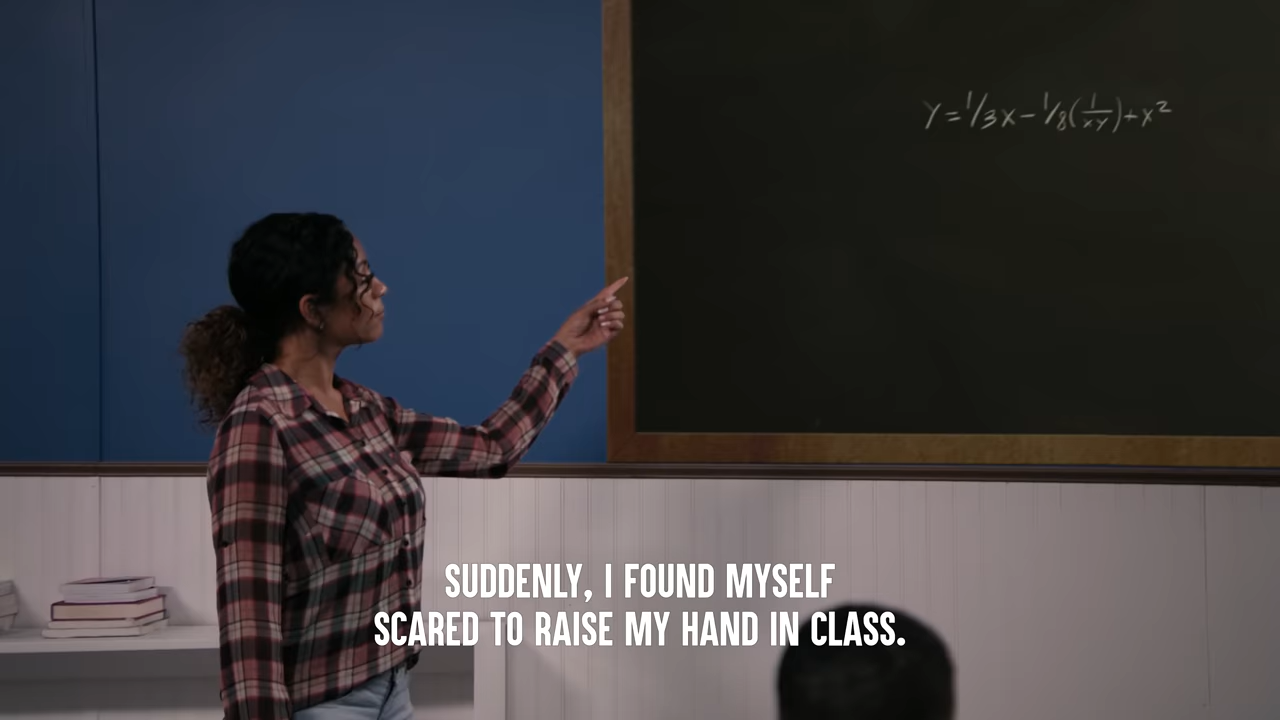 Y=1/3x-1/8(1/xy)+x²
SUDDENLY, I FOUND MYSELF
SCARED TO RAISE MY HAND IN CLASS.